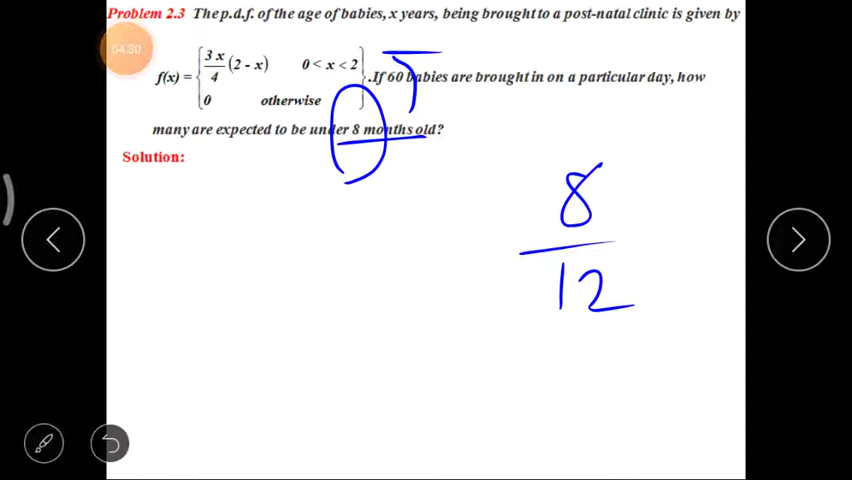 Problem 2.3 The p.d.f. of the age of babies, x years, being brought to a post-natal clinic is given by
f(x) = { 3x/4 (2 - x) 0 < x < 2
0 otherwise } .If 60 babies are brought in on a particular day, how
many are expected to be under 8 months old?
Solution:
8
12